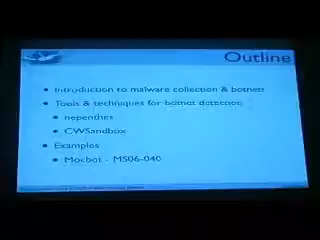 Outline
• Introduction to malware collection & botnets
• Tools & techniques for botnet detection
• nepenthes
• CWSandbox
• Examples
• Mocbot - MS06-040